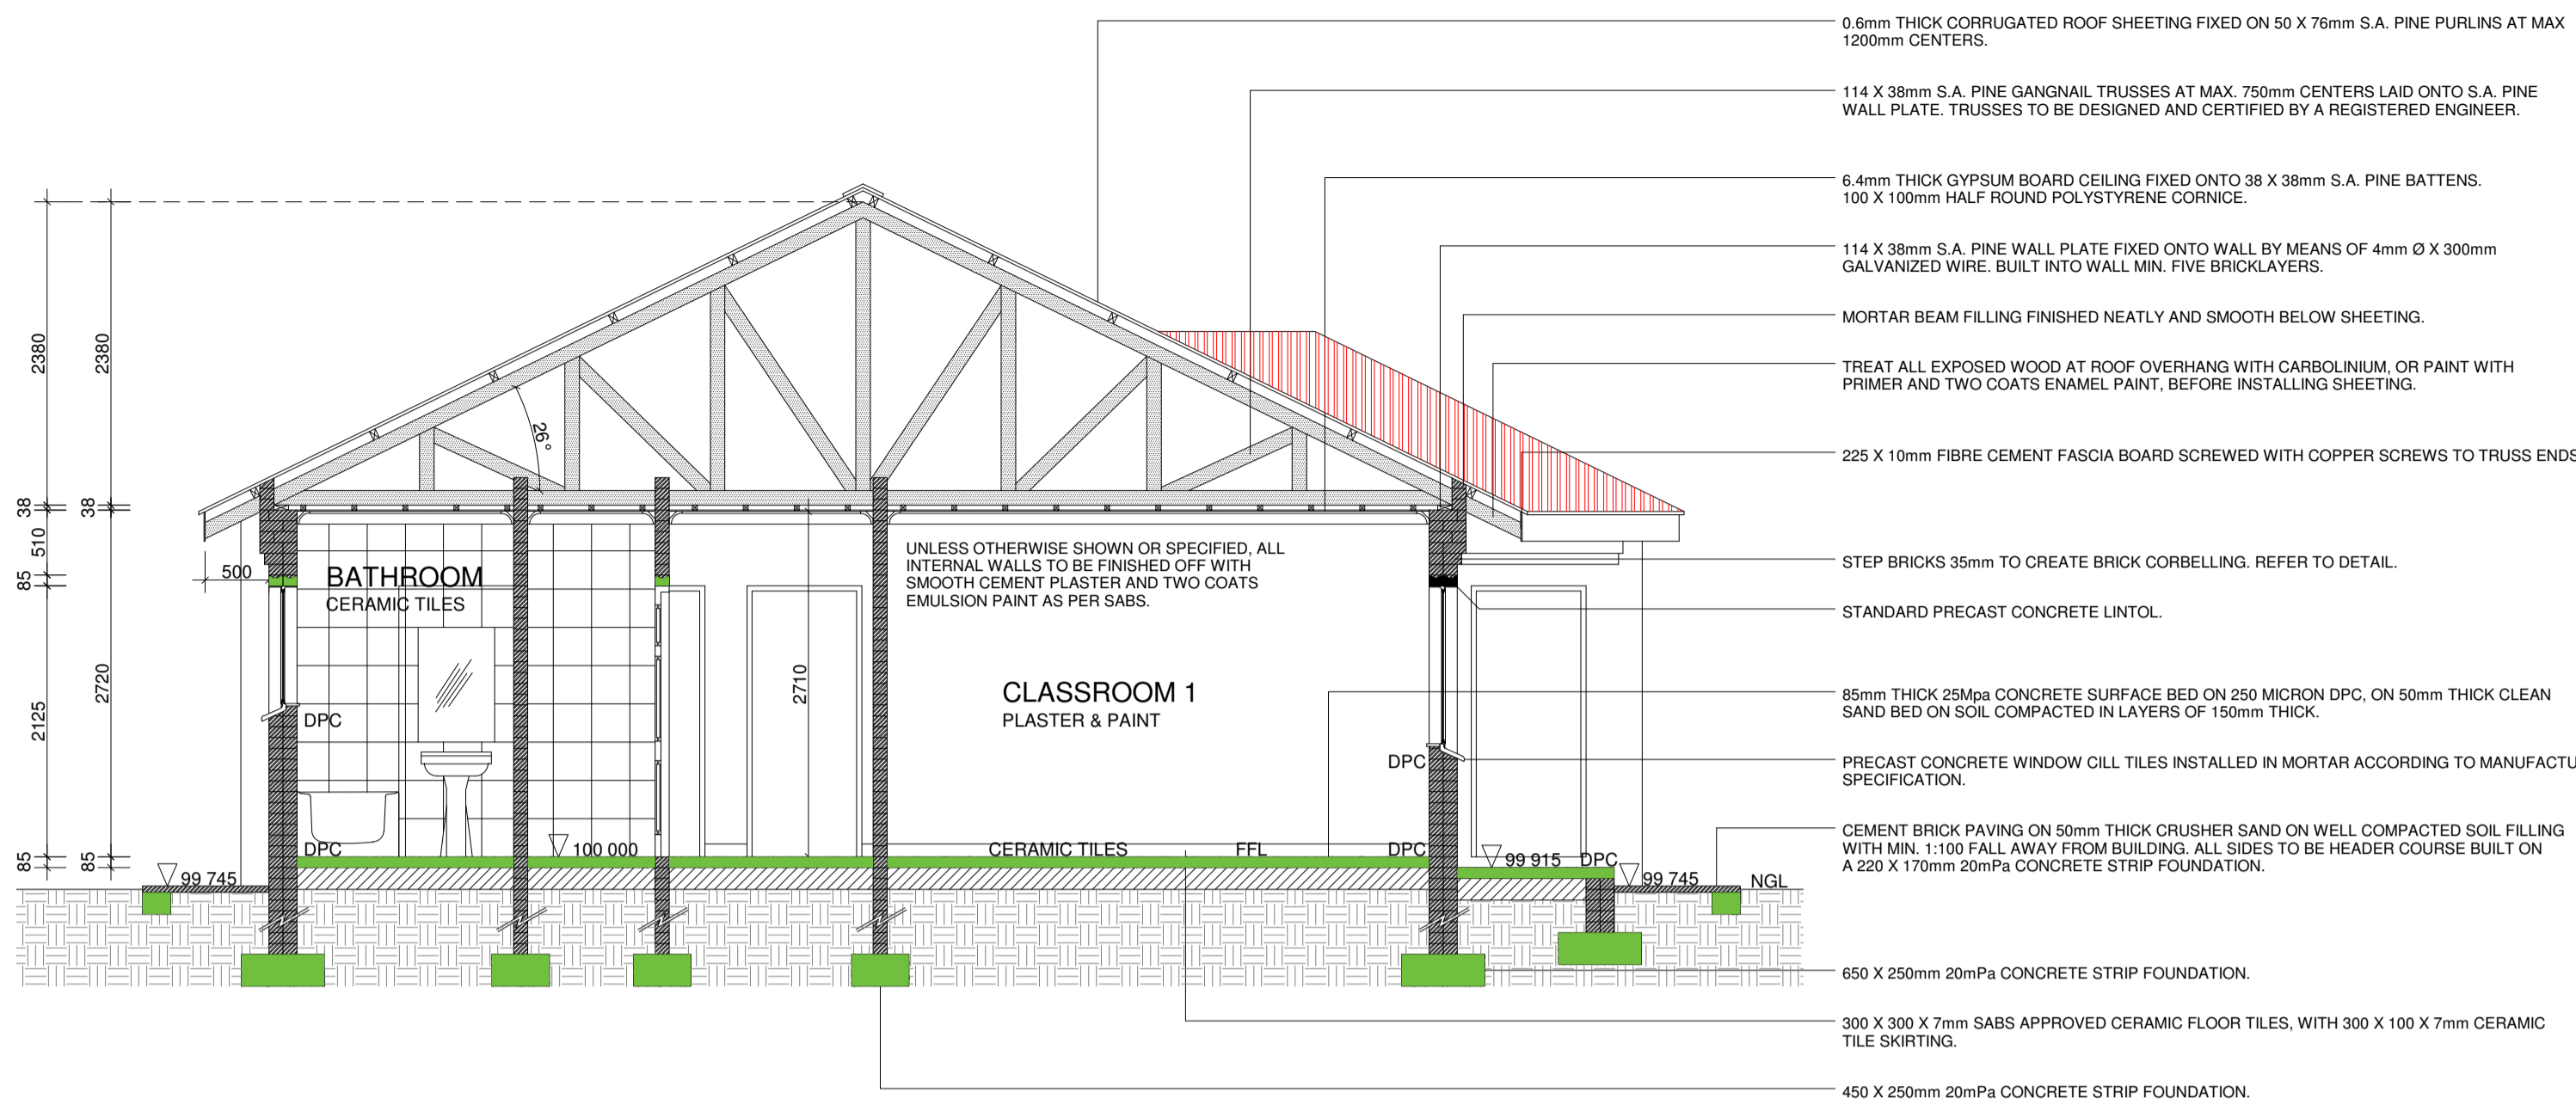 0.6mm THICK CORRUGATED ROOF SHEETING FIXED ON 50 X 76mm S.A. PINE PURLINS AT MAX
1200mm CENTERS.
114 X 38mm S.A. PINE GANGNAIL TRUSSES AT MAX. 750mm CENTERS LAID ONTO S.A. PINE
WALL PLATE. TRUSSES TO BE DESIGNED AND CERTIFIED BY A REGISTERED ENGINEER.
6.4mm THICK GYPSUM BOARD CEILING FIXED ONTO 38 X 38mm S.A. PINE BATTENS.
100 X 100mm HALF ROUND POLYSTYRENE CORNICE.
114 X 38mm S.A. PINE WALL PLATE FIXED ONTO WALL BY MEANS OF 4mm Ø X 300mm
GALVANIZED WIRE. BUILT INTO WALL MIN. FIVE BRICKLAYERS.
MORTAR BEAM FILLING FINISHED NEATLY AND SMOOTH BELOW SHEETING.
TREAT ALL EXPOSED WOOD AT ROOF OVERHANG WITH CARBOLINIUM, OR PAINT WITH
PRIMER AND TWO COATS ENAMEL PAINT, BEFORE INSTALLING SHEETING.
225 X 10mm FIBRE CEMENT FASCIA BOARD SCREWED WITH COPPER SCREWS TO TRUSS ENDS
STEP BRICKS 35mm TO CREATE BRICK CORBELLING. REFER TO DETAIL.
STANDARD PRECAST CONCRETE LINTOL.
85mm THICK 25Mpa CONCRETE SURFACE BED ON 250 MICRON DPC, ON 50mm THICK CLEAN
SAND BED ON SOIL COMPACTED IN LAYERS OF 150mm THICK.
PRECAST CONCRETE WINDOW CILL TILES INSTALLED IN MORTAR ACCORDING TO MANUFACTU
SPECIFICATION.
CEMENT BRICK PAVING ON 50mm THICK CRUSHER SAND ON WELL COMPACTED SOIL FILLING
WITH MIN. 1:100 FALL AWAY FROM BUILDING. ALL SIDES TO BE HEADER COURSE BUILT ON
A 220 X 170mm 20mPa CONCRETE STRIP FOUNDATION.
650 X 250mm 20mPa CONCRETE STRIP FOUNDATION.
300 X 300 X 7mm SABS APPROVED CERAMIC FLOOR TILES, WITH 300 X 100 X 7mm CERAMIC
TILE SKIRTING.
450 X 250mm 20mPa CONCRETE STRIP FOUNDATION.
2380
38
510
85
2125
85
2380
38
2720
85
26°
500
BATHROOM
CERAMIC TILES
UNLESS OTHERWISE SHOWN OR SPECIFIED, ALL
INTERNAL WALLS TO BE FINISHED OFF WITH
SMOOTH CEMENT PLASTER AND TWO COATS
EMULSION PAINT AS PER SABS.
2710
CLASSROOM 1
PLASTER & PAINT
DPC
DPC
DPC
100 000
CERAMIC TILES
FFL
DPC
99 915
DPC
99 745
99 745
NGL